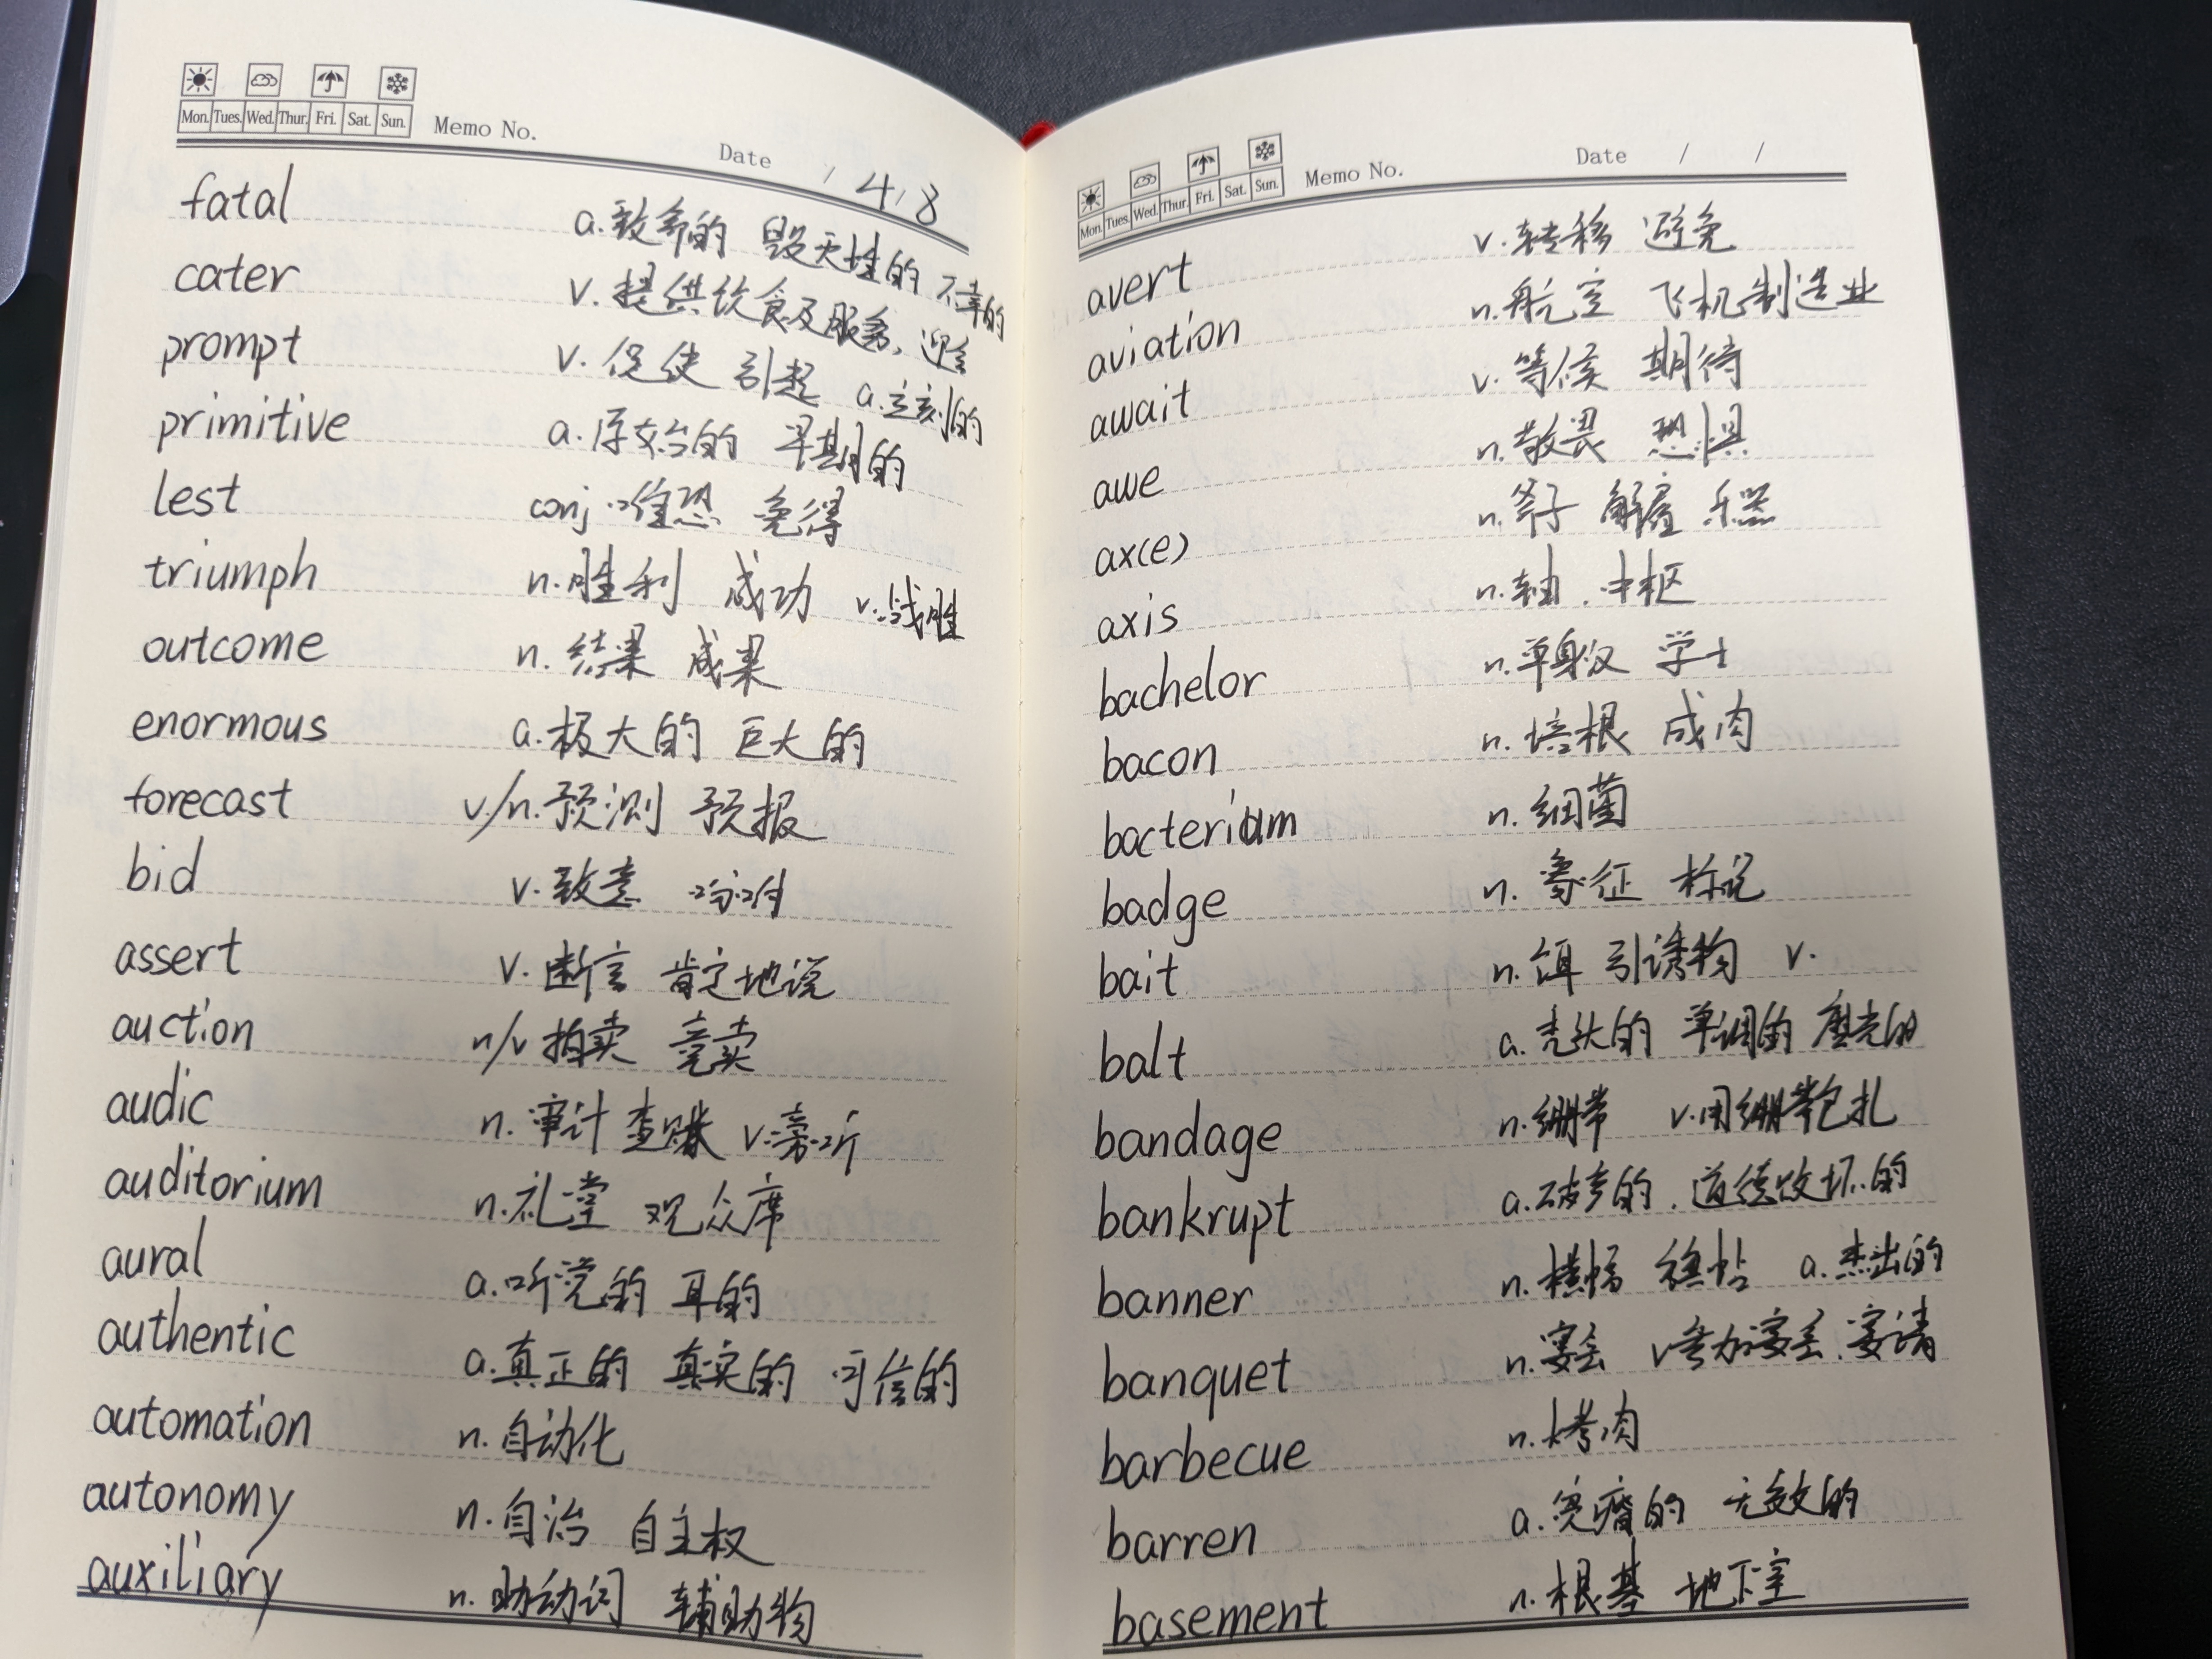 Mon. Tues. Wed. Thur. Fri. Sat. Sun. Memo No. Date / 4 / 8
fatal a.致命的 毁灭性的 不幸的
cater v.提供饮食及服务, 迎合
prompt v.促使 引起 a.立刻的
primitive a.原始的 早期的
lest conj.唯恐 免得
triumph n.胜利 成功 v.战胜
outcome n.结果 成果
enormous a.极大的 巨大的
forecast v./n.预测 预报
bid v.致意 吩咐
assert v.断言 肯定地说
auction n/v 拍卖 竞卖
audic n.审计 查账 v.旁听
auditorium n.礼堂 观众席
aural a.听觉的 耳的
authentic a.真正的 真实的 可信的
automation n.自动化
autonomy n.自治 自主权
auxiliary n.助动词 辅助物
Mon. Tues. Wed. Thur. Fri. Sat. Sun. Memo No. Date / /
avert v.转移 避免
aviation n.航空 飞机制造业
await v.等候 期待
awe n.敬畏 恐惧
ax(e) n.斧子 解雇 乐器
axis n.轴.中枢
bachelor n.单身汉 学士
bacon n.培根 咸肉
bacterium n.细菌
badge n.象征 标记
bait n.饵 引诱物 v.
balt a.秃头的 单调的 磨光的
bandage n.绷带 v.用绷带包扎
bankrupt a.破产的.道德败坏的
banner n.横幅 a.杰出的
banquet n.宴会 v参加宴会.宴请
barbecue n.烤肉
barren a.贫瘠的 无效的
basement n.根基 地下室